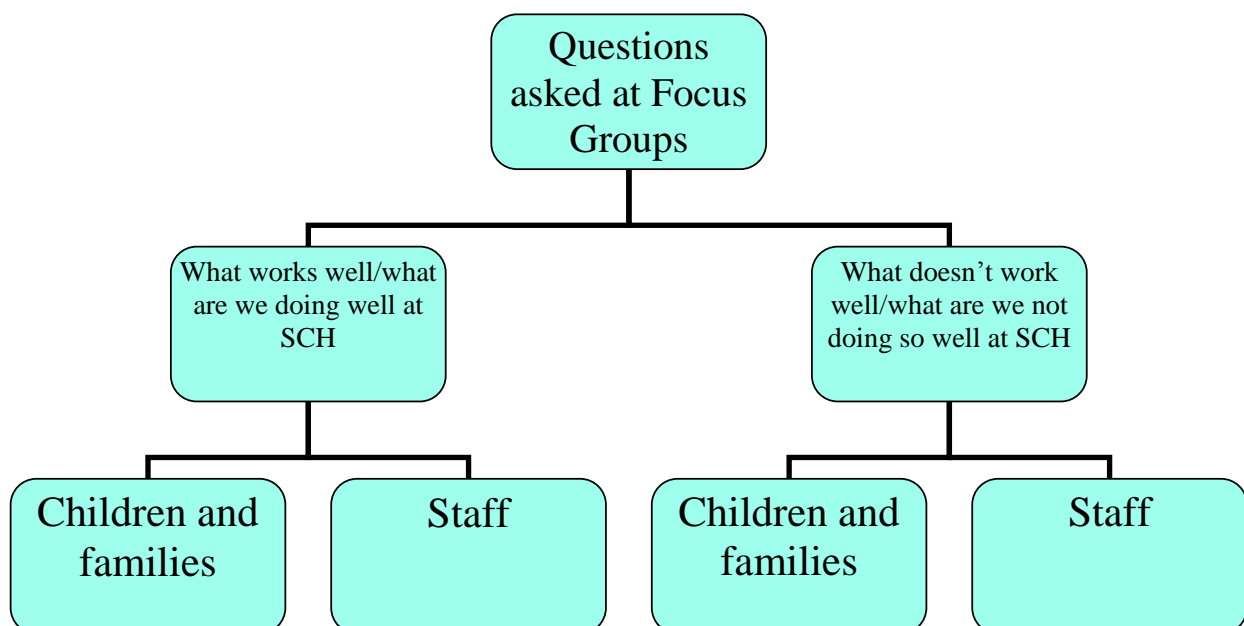 Questions
asked at Focus
Groups
What works well/what
are we doing well at
SCH
What doesn’t work
well/what are we not
doing so well at SCH
Children and
families
Staff
Children and
families
Staff